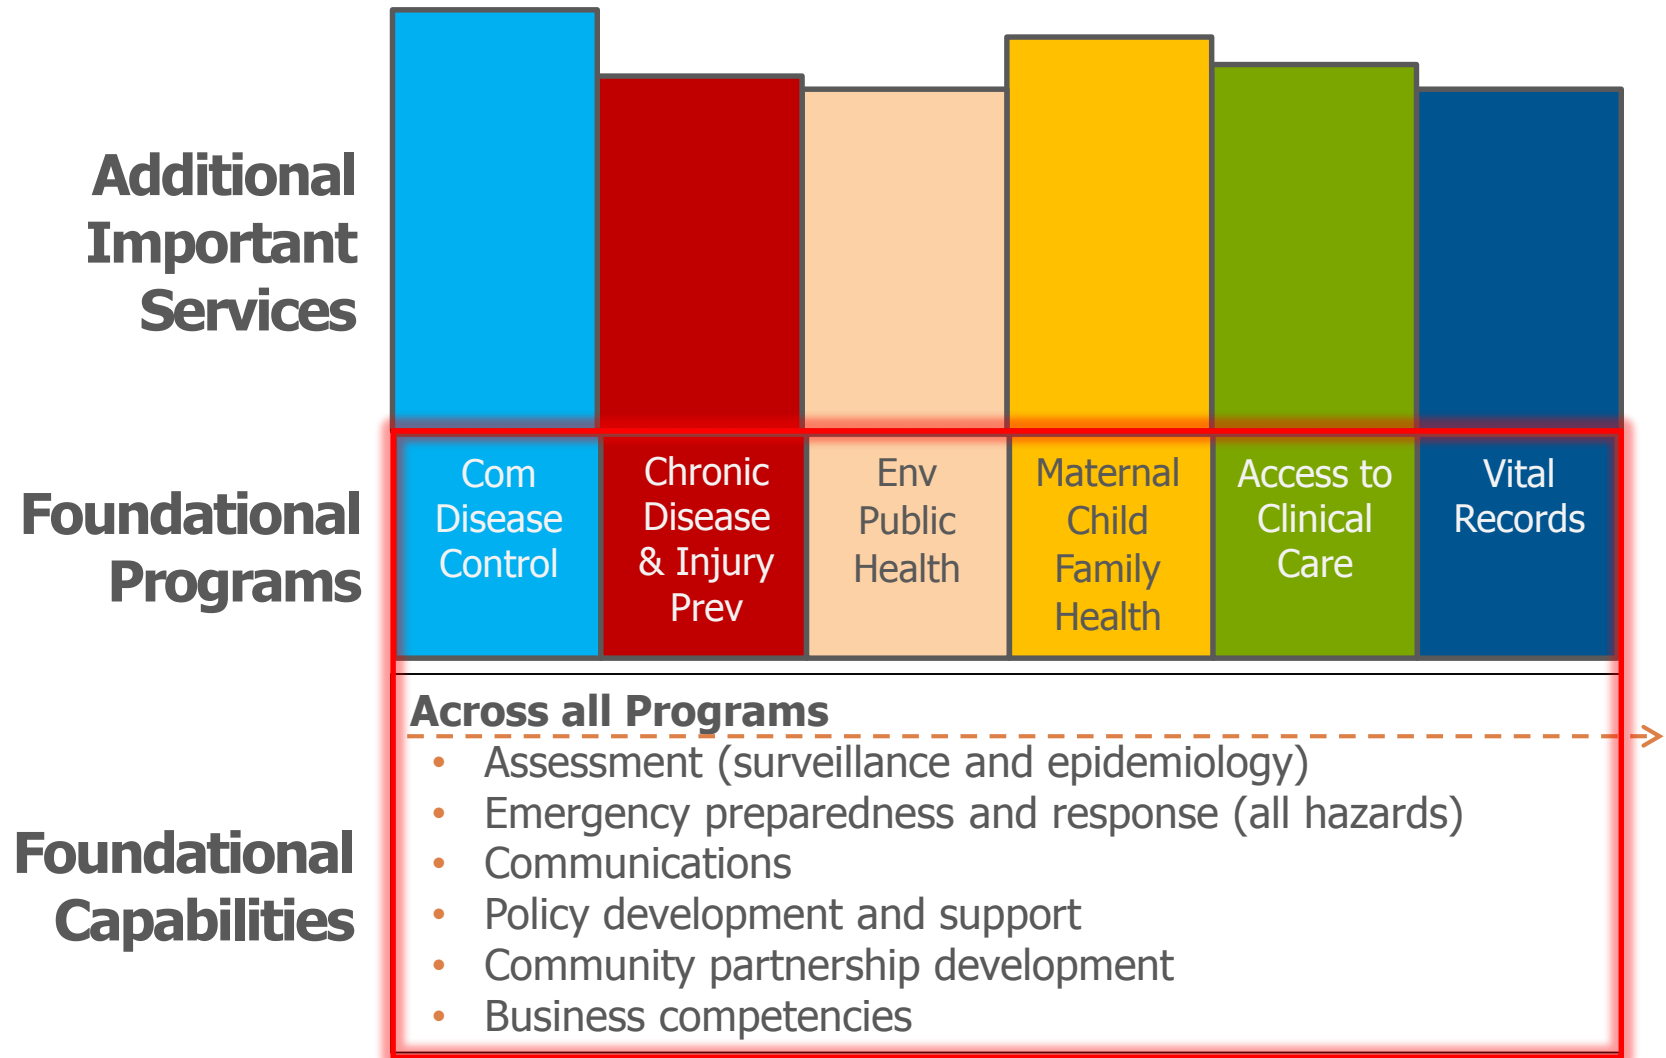 Additional
Important
Services
Foundational
Programs
Com
Disease
Control
Chronic
Disease
& Injury
Prev
Env
Public
Health
Maternal
Child
Family
Health
Access to
Clinical
Care
Vital
Records
Foundational
Capabilities
Across all Programs
• Assessment (surveillance and epidemiology)
• Emergency preparedness and response (all hazards)
• Communications
• Policy development and support
• Community partnership development
• Business competencies